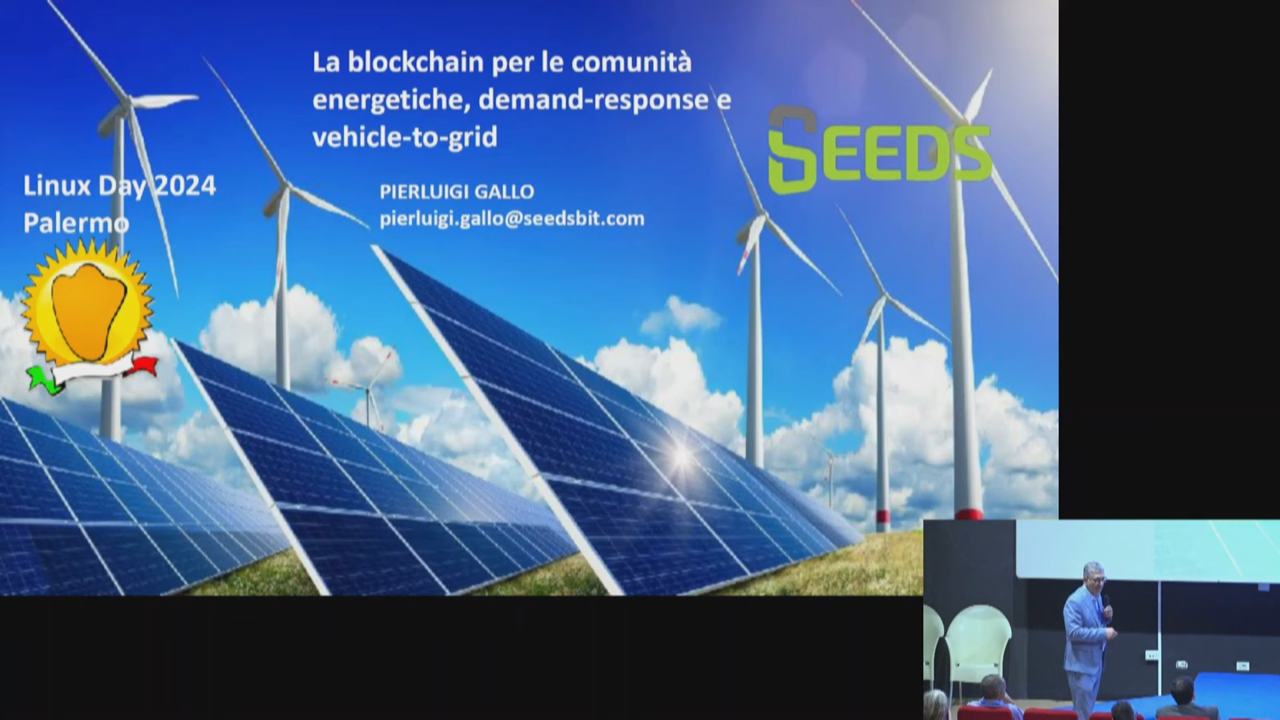 La blockchain per le comunità
energetiche, demand-response e
vehicle-to-grid
SEEDS
Linux Day 2024
Palermo
PIERLUIGI GALLO
pierluigi.gallo@seedsbit.com